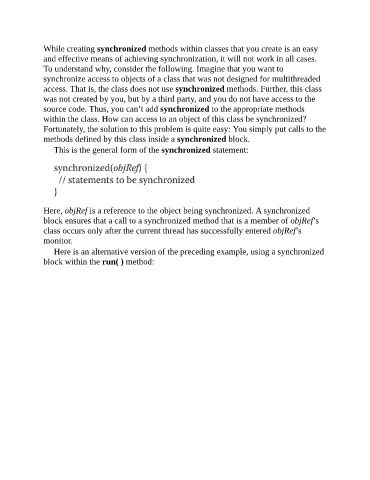 While creating synchronized methods within classes that you create is an easy
and effective means of achieving synchronization, it will not work in all cases.
To understand why, consider the following. Imagine that you want to
synchronize access to objects of a class that was not designed for multithreaded
access. That is, the class does not use synchronized methods. Further, this class
was not created by you, but by a third party, and you do not have access to the
source code. Thus, you can’t add synchronized to the appropriate methods
within the class. How can access to an object of this class be synchronized?
Fortunately, the solution to this problem is quite easy: You simply put calls to the
methods defined by this class inside a synchronized block.
This is the general form of the synchronized statement:
synchronized(objRef) {
// statements to be synchronized
}
Here, objRef is a reference to the object being synchronized. A synchronized
block ensures that a call to a synchronized method that is a member of objRef’s
class occurs only after the current thread has successfully entered objRef’s
monitor.
Here is an alternative version of the preceding example, using a synchronized
block within the run( ) method: